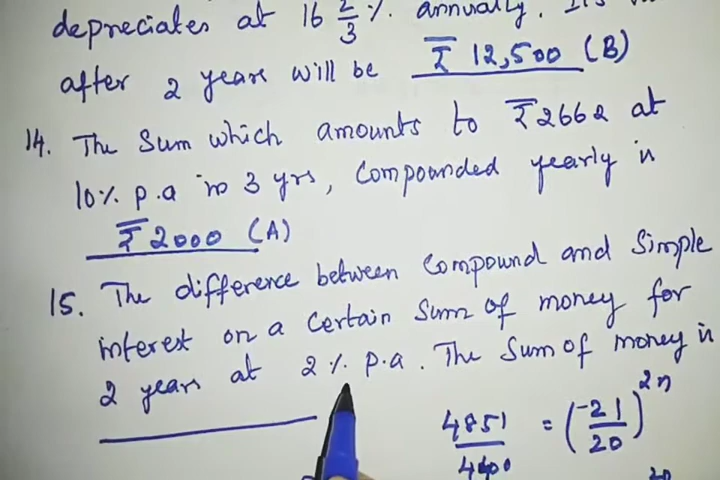 depreciates at 16 2/3 % annually. Its
after 2 years will be ₹ 12,500 (B)
14. The Sum which amounts to ₹2662 at
10% p.a in 3 yrs, Compounded yearly is
₹ 2000 (A)
15. The difference between Compound and Simple
interest on a Certain Sum of money for
2 years at 2 % p.a. The Sum of money is
4851/4400 = (-21/20)^2n